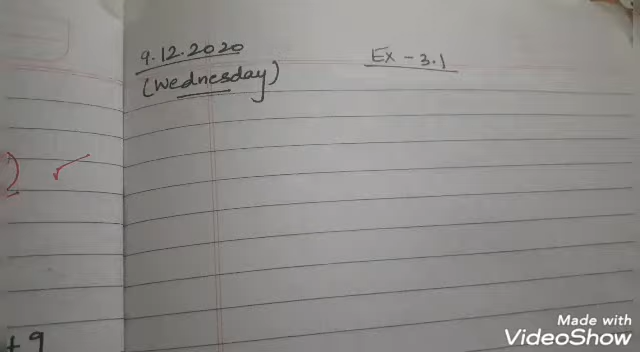 9.12.2020 Ex - 3.1
(Wednesday)
+ 9
Made with
VideoShow